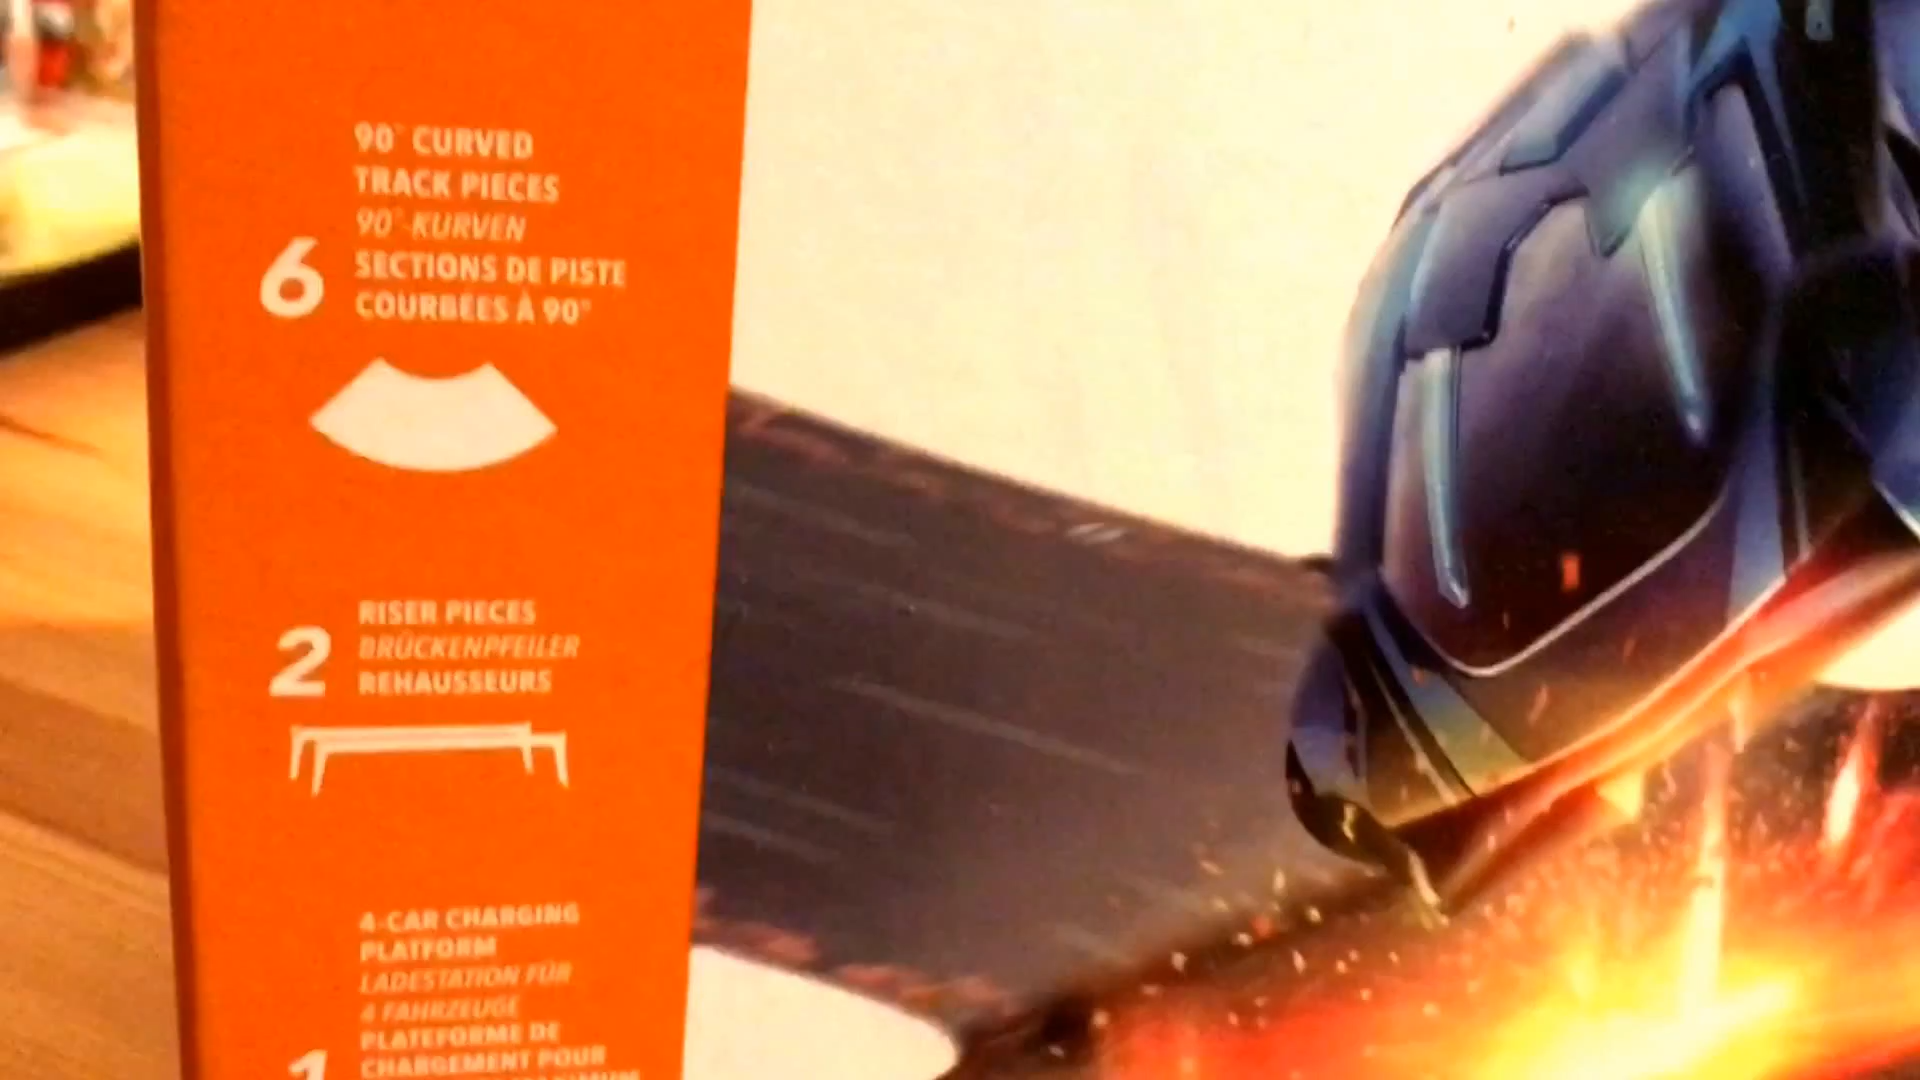 90° CURVED
TRACK PIECES
90°-KURVEN
SECTIONS DE PISTE
COURBÉES À 90°
6
RISER PIECES
BRÜCKENPFEILER
REHAUSSEURS
2
4-CAR CHARGING
PLATFORM
LADESTATION FÜR
4 FAHRZEUGE
PLATEFORME DE
CHARGEMENT POUR
1